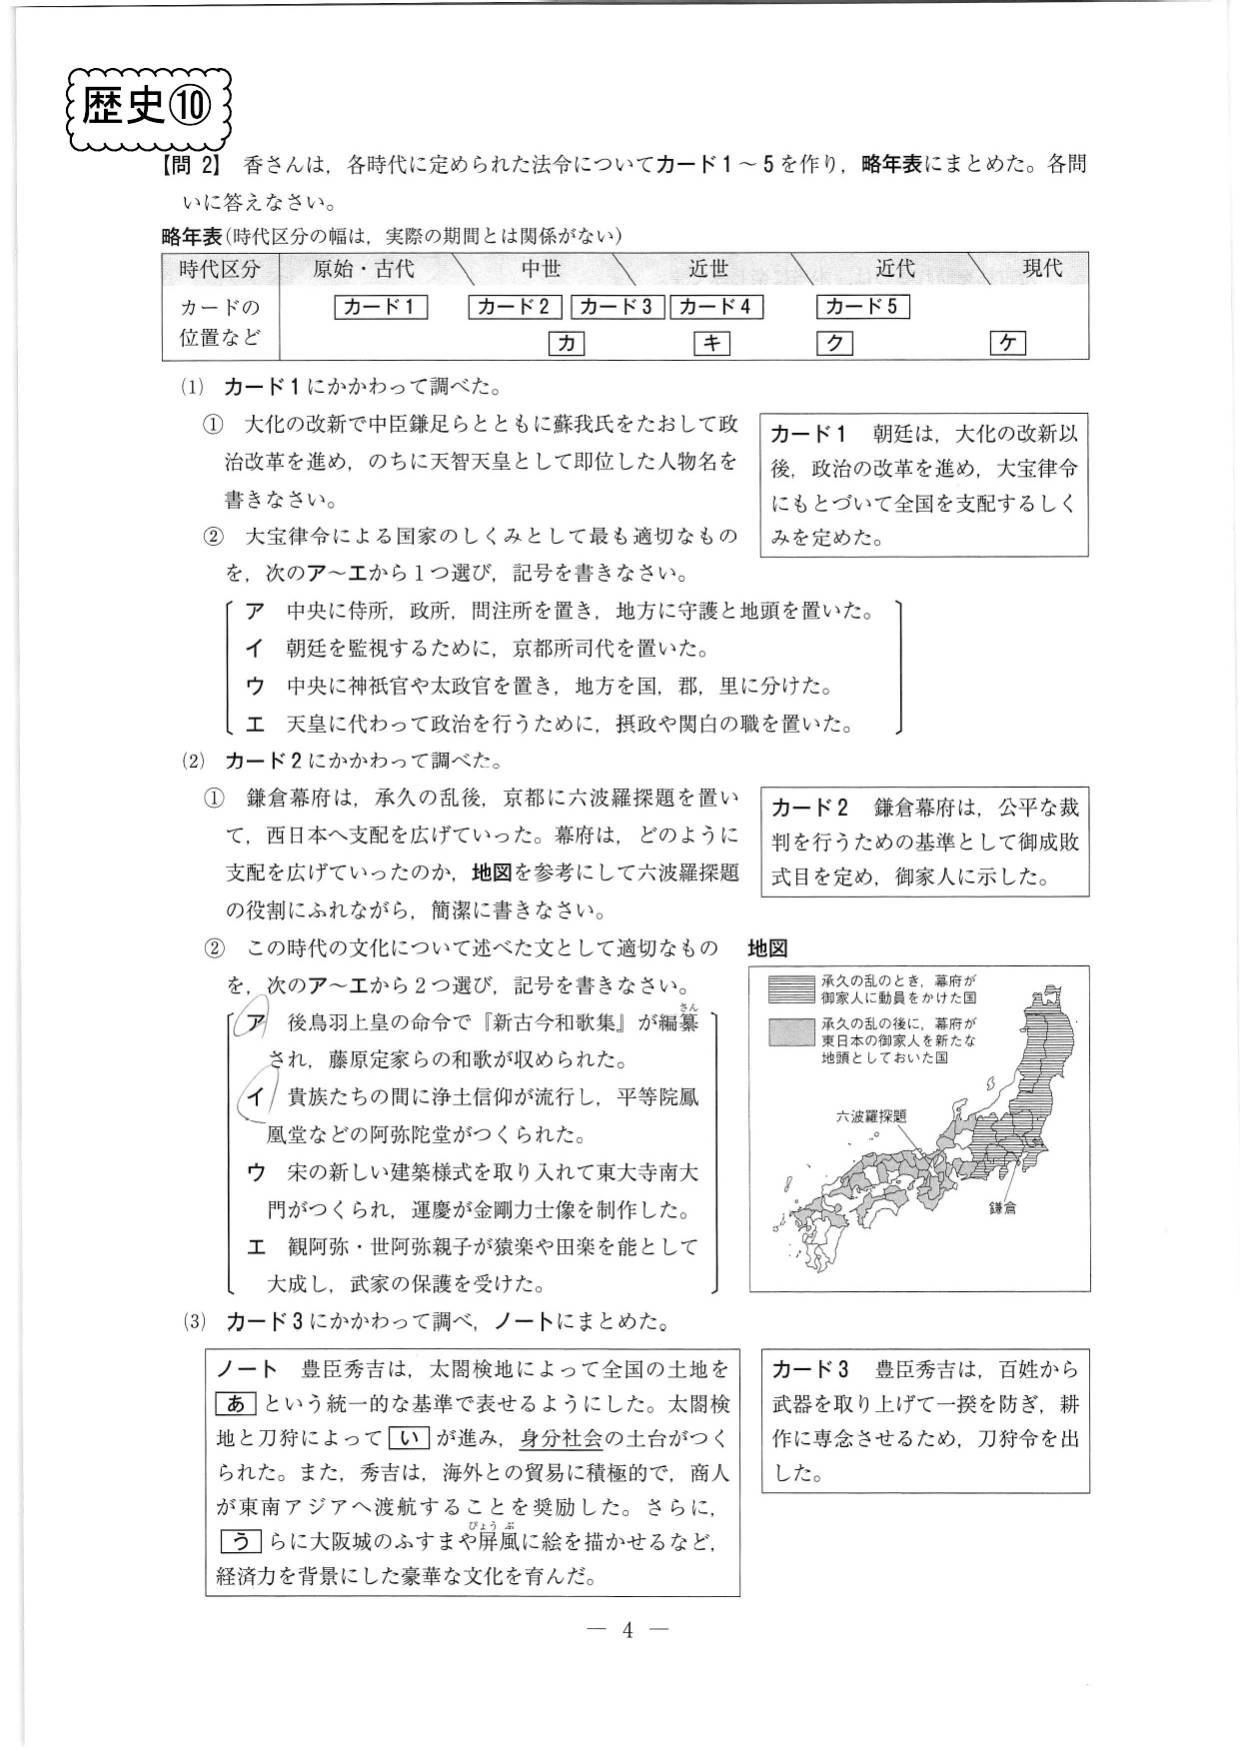 歴史⑩
【問 2】 香さんは，各時代に定められた法令についてカード1～5を作り，略年表にまとめた。各問
いに答えなさい。
略年表(時代区分の幅は，実際の期間とは関係がない)
時代区分 原始・古代 中世 近世 近代 現代
カードの カード1 カード2 カード3 カード4 カード5
位置など カ キ ク ケ
(1) カード1にかかわって調べた。
① 大化の改新で中臣鎌足らとともに蘇我氏をたおして政
治改革を進め，のちに天智天皇として即位した人物名を
書きなさい。
② 大宝律令による国家のしくみとして最も適切なもの
を，次のア～エから1つ選び，記号を書きなさい。
カード1 朝廷は，大化の改新以
後，政治の改革を進め，大宝律令
にもとづいて全国を支配するしく
みを定めた。
ア 中央に侍所，政所，問注所を置き，地方に守護と地頭を置いた。
イ 朝廷を監視するために，京都所司代を置いた。
ウ 中央に神祇官や太政官を置き，地方を国，郡，里に分けた。
エ 天皇に代わって政治を行うために，摂政や関白の職を置いた。
(2) カード2にかかわって調べた。
① 鎌倉幕府は，承久の乱後，京都に六波羅探題を置い
て，西日本へ支配を広げていった。幕府は，どのように
支配を広げていったのか，地図を参考にして六波羅探題
の役割にふれながら，簡潔に書きなさい。
カード2 鎌倉幕府は，公平な裁
判を行うための基準として御成敗
式目を定め，御家人に示した。
② この時代の文化について述べた文として適切なもの
を，次のア～エから2つ選び，記号を書きなさい。
ア 後鳥羽上皇の命令で『新古今和歌集』が編纂
さん
され，藤原定家らの和歌が収められた。
イ 貴族たちの間に浄土信仰が流行し，平等院鳳
凰堂などの阿弥陀堂がつくられた。
ウ 宋の新しい建築様式を取り入れて東大寺南大
門がつくられ，運慶が金剛力士像を制作した。
エ 観阿弥・世阿弥親子が猿楽や田楽を能として
大成し，武家の保護を受けた。
地図
承久の乱のとき，幕府が
御家人に動員をかけた国
承久の乱の後に，幕府が
東日本の御家人を新たな
地頭としておいた国
六波羅探題
鎌倉
(3) カード3にかかわって調べ，ノートにまとめた。
ノート 豊臣秀吉は，太閤検地によって全国の土地を
あ という統一的な基準で表せるようにした。太閤検
地と刀狩によって い が進み，身分社会の土台がつく
られた。また，秀吉は，海外との貿易に積極的で，商人
が東南アジアへ渡航することを奨励した。さらに，
びょうぶ
う らに大阪城のふすまや屏風に絵を描かせるなど，
経済力を背景にした豪華な文化を育んだ。
カード3 豊臣秀吉は，百姓から
武器を取り上げて一揆を防ぎ，耕
作に専念させるため，刀狩令を出
した。
― 4 ―